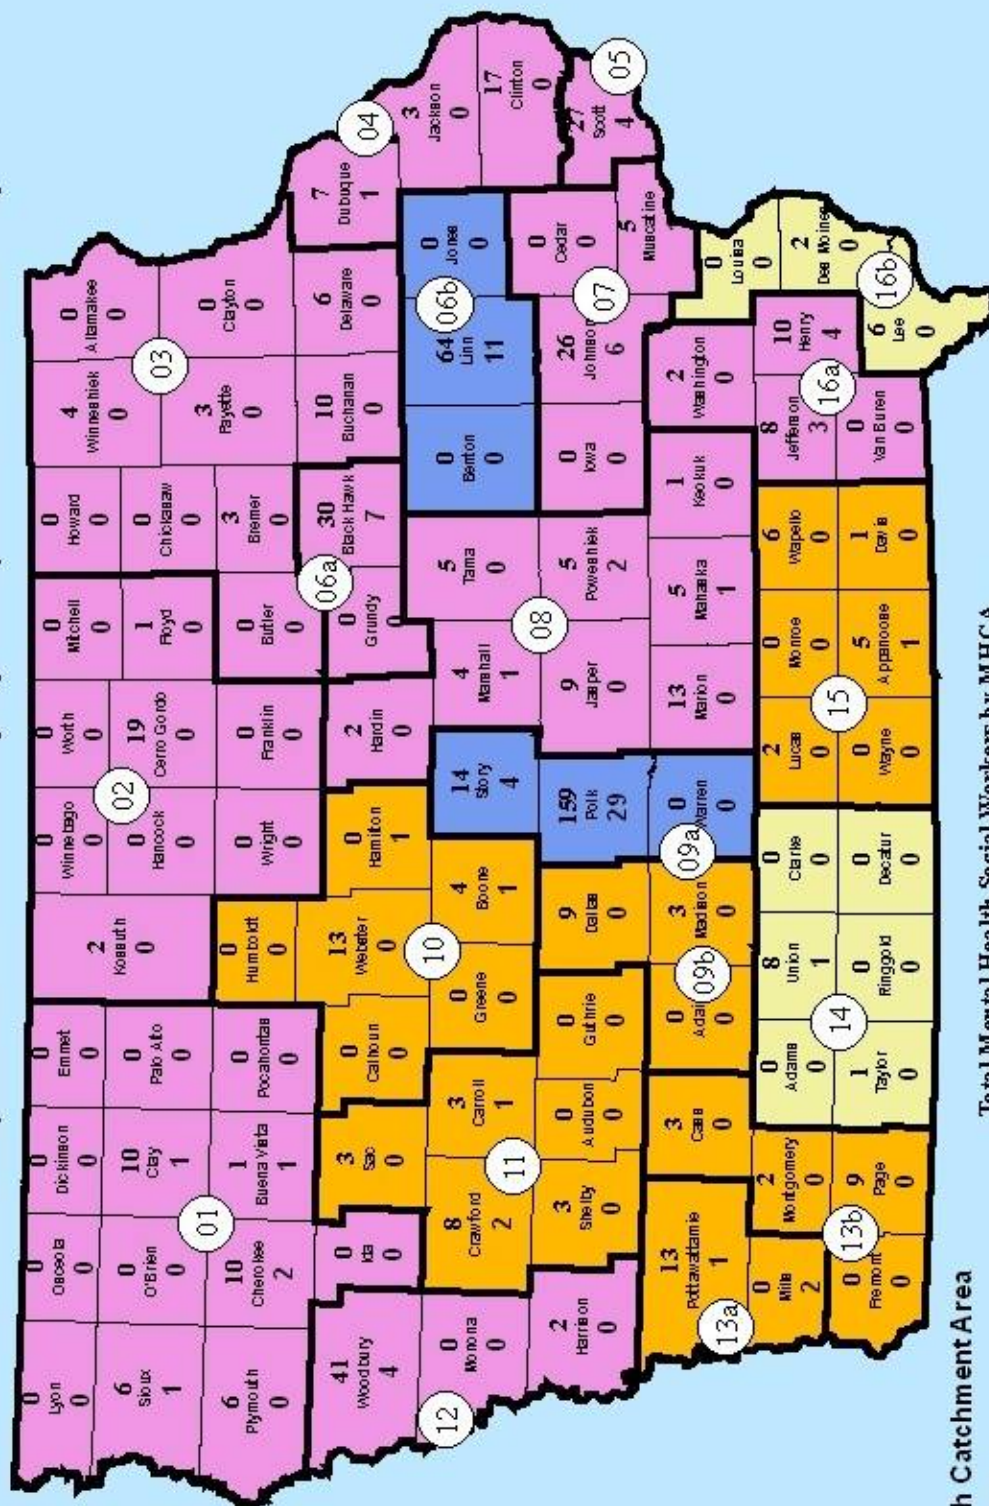 0
Lyon
0
0
Osceola
0
0
Dickinson
0
0
Emmet
0
2
Kossuth
0
0
Winnebago
0
0
Worth
0
0
Mitchell
0
0
Howard
0
4
Winneshiek
0
0
Allamakee
0
6
Sioux
1
0
O'Brien
0
10
Clay
1
0
Palo Alto
0
0
Hancock
0
19
Cerro Gordo
0
1
Floyd
0
0
Chickasaw
0
3
Fayette
0
0
Clayton
0
01
02
03
6
Plymouth
0
10
Cherokee
2
1
Buena Vista
1
0
Pocahontas
0
0
Humboldt
0
0
Wright
0
0
Franklin
0
0
Butler
0
3
Bremer
0
41
Woodbury
4
0
Ida
0
3
Sac
0
0
Calhoun
0
13
Webster
0
0
Hamilton
1
2
Hardin
0
0
Grundy
0
06a
30
Black Hawk
7
10
Buchanan
0
6
Delaware
0
7
Dubuque
1
04
12
0
Monona
0
8
Crawford
2
3
Carroll
1
0
Greene
0
10
4
Boone
1
14
Story
4
4
Marshall
1
5
Tama
0
0
Benton
0
64
Linn
11
06b
0
Jones
0
3
Jackson
0
11
08
2
Harrison
0
3
Shelby
0
0
Audubon
0
0
Guthrie
0
9
Dallas
0
159
Polk
29
9
Jasper
0
5
Poweshiek
2
0
Iowa
0
26
Johnson
6
07
0
Cedar
0
17
Clinton
0
27
Scott
4
05
5
Muscatine
13
Pottawattamie
1
3
Cass
0
0
Adair
0
09b
3
Madison
0
09a
0
Warren
0
13
Marion
0
5
Mahaska
1
1
Keokuk
0
2
Washington
0
0
Louisa
0
13a
0
Mills
2
2
Montgomery
0
0
Adams
0
8
Union
1
0
Clarke
0
2
Lucas
0
0
Monroe
0
6
Wapello
0
8
Jefferson
3
10
Henry
4
2
Des Moines
0
13b
14
15
16a
16b
0
Fremont
0
9
Page
0
1
Taylor
0
0
Ringgold
0
0
Decatur
0
0
Wayne
0
5
Appanoose
1
1
Davis
0
0
Van Buren
0
6
Lee
0
h Catchment Area
Total Mental Health Social Workers by MHCA